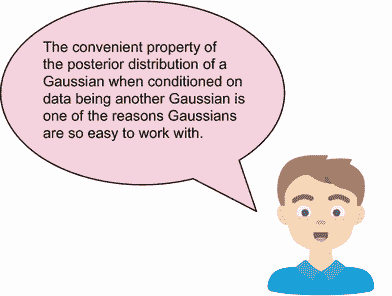 The convenient property of
the posterior distribution of a
Gaussian when conditioned on
data being another Gaussian is
one of the reasons Gaussians
are so easy to work with.